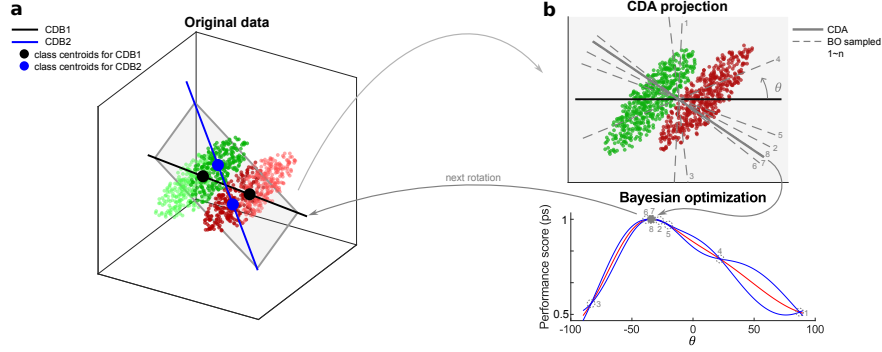 a
Original data
CDB1
CDB2
class centroids for CDB1
class centroids for CDB2
next rotation
b
CDA projection
CDA
BO sampled
1~n
1
4
θ
5
2
8
7
6
3
Bayesian optimization
Performance score (ps)
1
0.5
-100
-50
0
50
100
θ
6
7
8
2
5
4
3
1